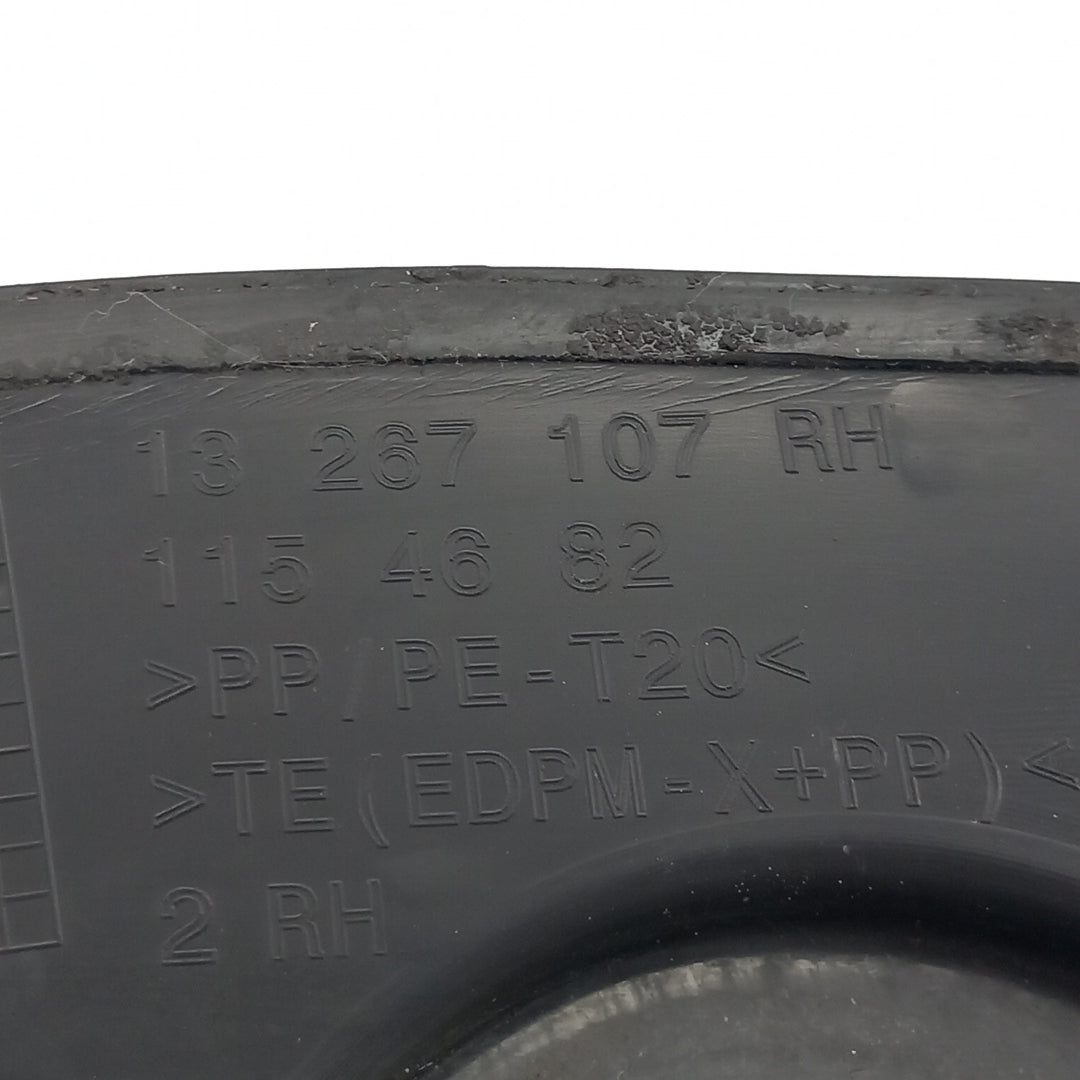 13 267 107 RH
115 46 82
>PP/PE-T20<
>TE(EDPM-X+PP)<
2 RH